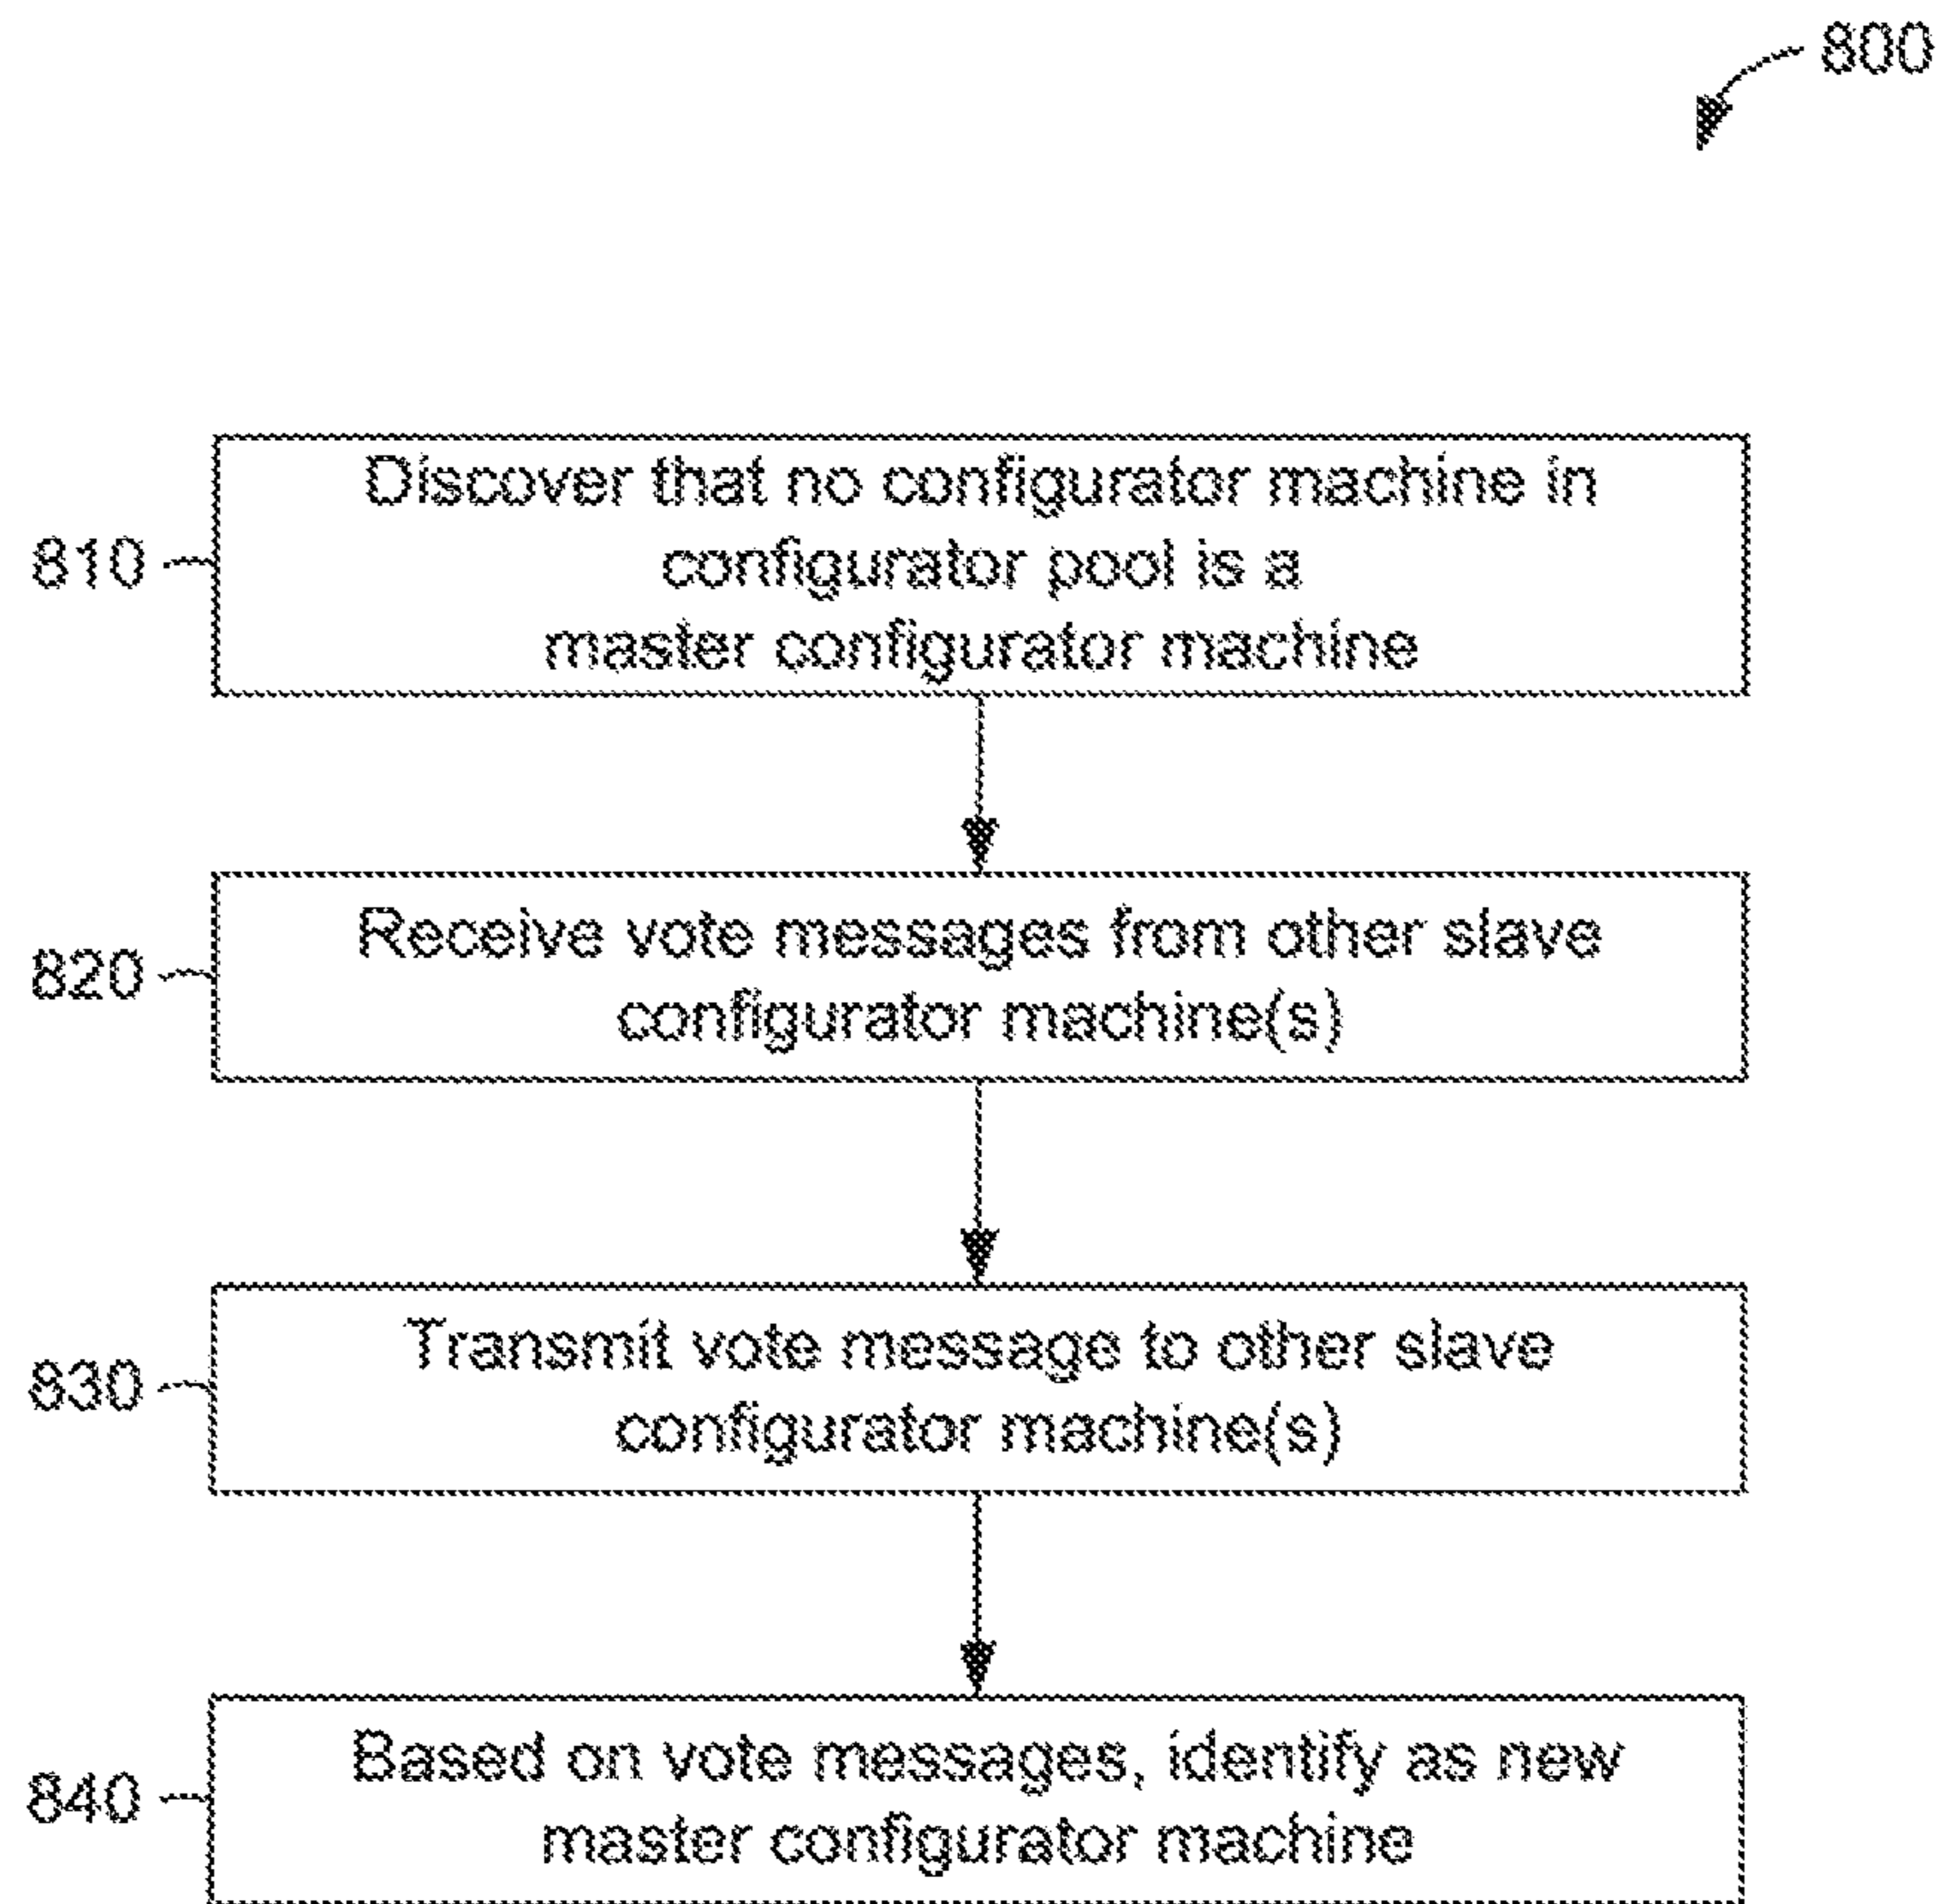 800
Discover that no configurator machine in
configurator pool is a
master configurator machine
810
Receive vote messages from other slave
configurator machine(s)
820
Transmit vote message to other slave
configurator machine(s)
830
Based on vote messages, identify as new
master configurator machine
840